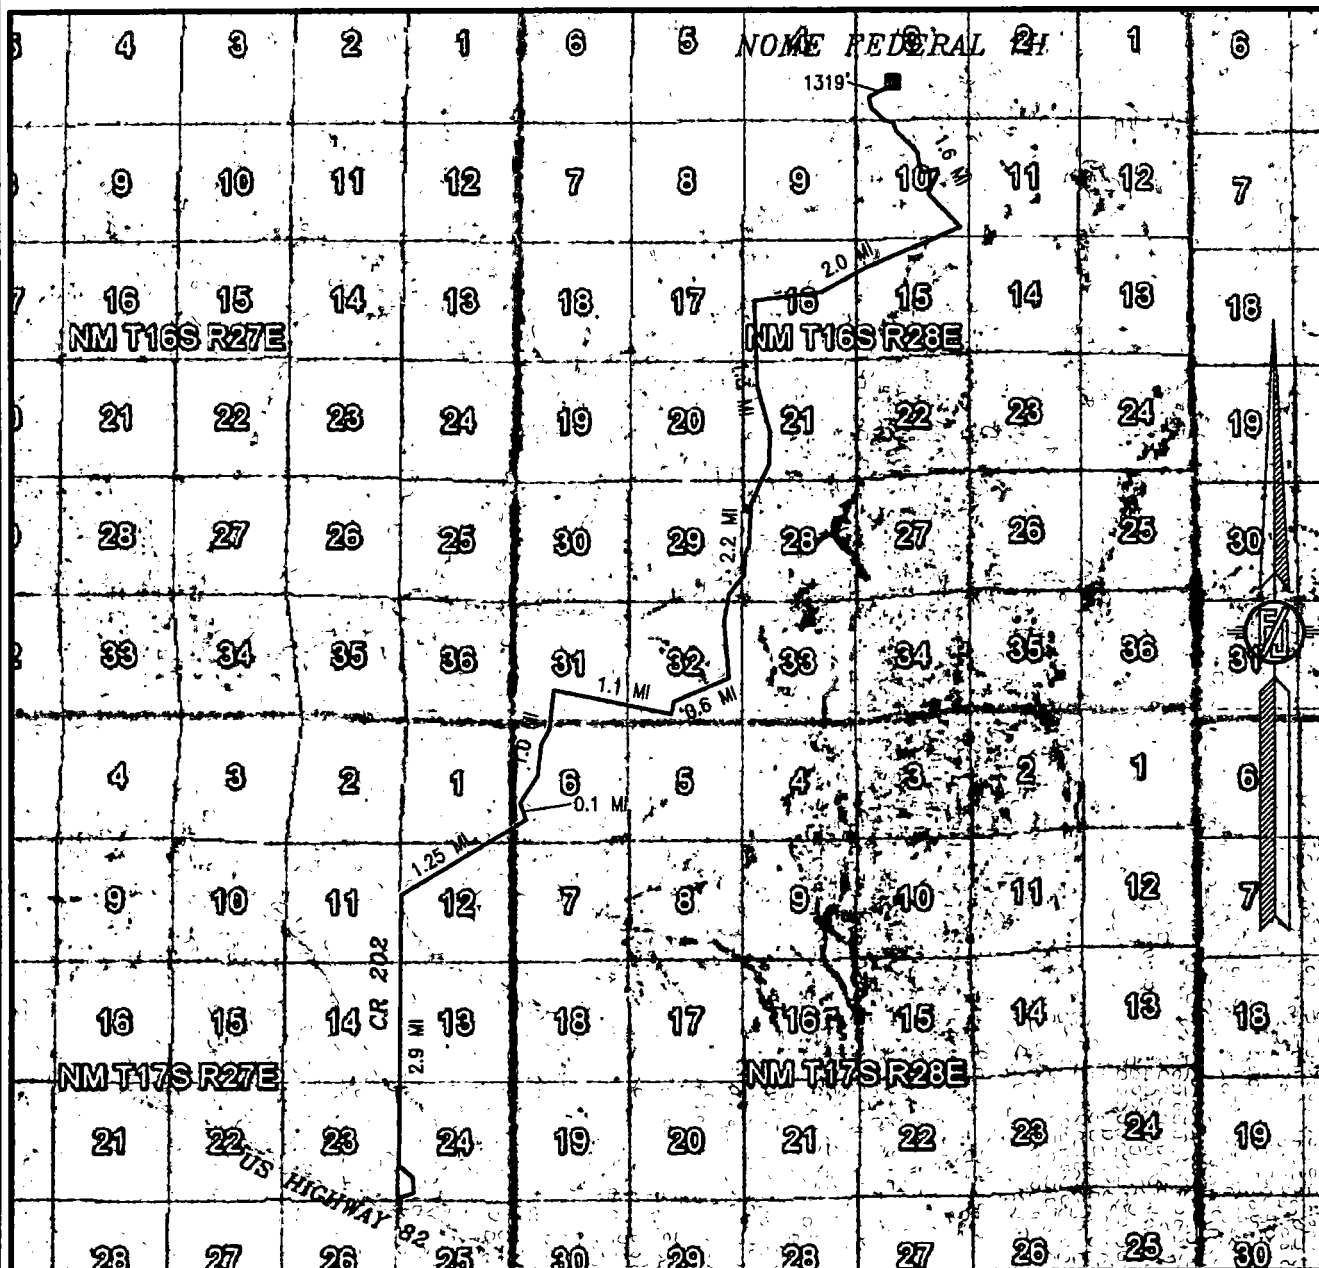 4 3 2 1 6 5 4 3 2 1 6
NOME FEDERAL 1H
1319'
1.6 MI
9 10 11 12 7 8 9 10 11 12 7
2.0 MI
16 15 14 13 18 17 16 15 14 13 18
NM T16S R27E NM T16S R28E
21 22 23 24 19 20 21 22 23 24 19
28 27 26 25 30 29 28 27 26 25 30
2.2 MI
33 34 35 36 31 32 33 34 35 36 31
1.1 MI
0.6 MI
1.0 MI
4 3 2 1 6 5 4 3 2 1 6
0.1 MI
1.25 MI
9 10 11 12 7 8 9 10 11 12 7
CR 202
16 15 14 13 18 17 16 15 14 13 18
2.9 MI
NM T17S R27E NM T17S R28E
21 22 23 24 19 20 21 22 23 24 19
US HIGHWAY 82
28 27 26 25 30 29 28 27 26 25 30